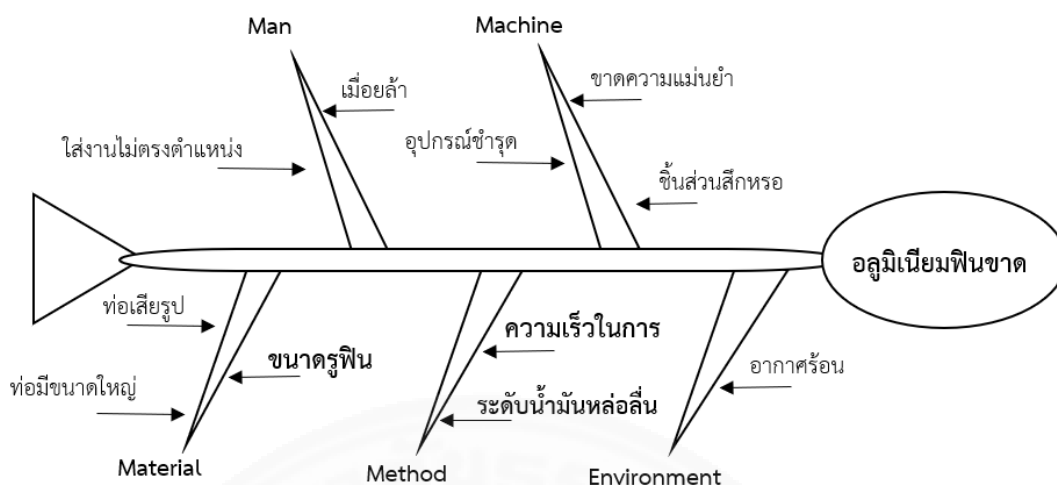 Man
Machine
เมื่อยล้า
ขาดความแม่นยำ
ใส่งานไม่ตรงตำแหน่ง
อุปกรณ์ชำรุด
ชิ้นส่วนสึกหรอ
อลูมิเนียมฟินขาด
ท่อเสียรูป
ขนาดรูฟิน
ความเร็วในการ
อากาศร้อน
ท่อมีขนาดใหญ่
ระดับน้ำมันหล่อลื่น
Material
Method
Environment